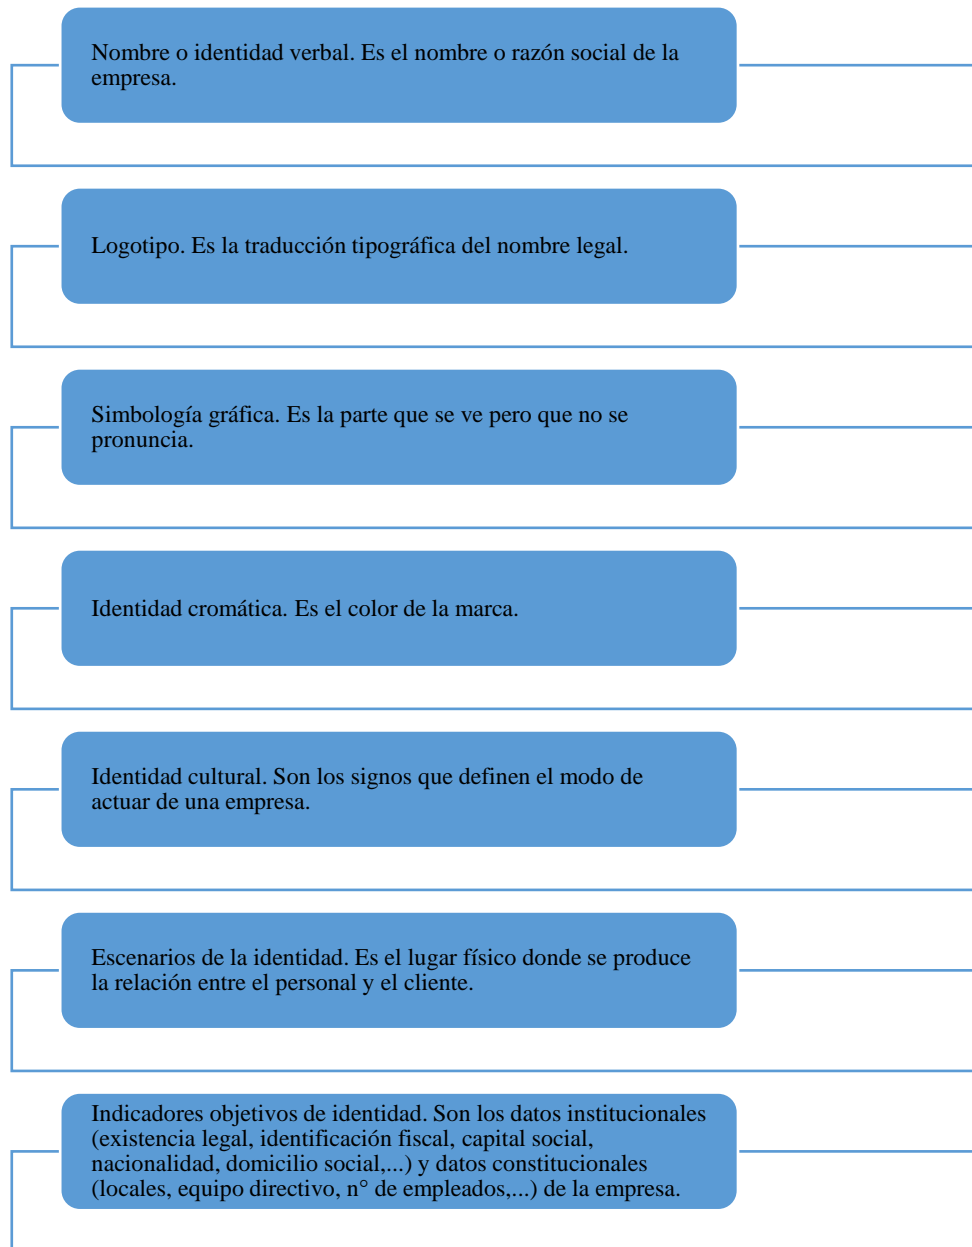 Nombre o identidad verbal. Es el nombre o razón social de la
empresa.
Logotipo. Es la traducción tipográfica del nombre legal.
Simbología gráfica. Es la parte que se ve pero que no se
pronuncia.
Identidad cromática. Es el color de la marca.
Identidad cultural. Son los signos que definen el modo de
actuar de una empresa.
Escenarios de la identidad. Es el lugar físico donde se produce
la relación entre el personal y el cliente.
Indicadores objetivos de identidad. Son los datos institucionales
(existencia legal, identificación fiscal, capital social,
nacionalidad, domicilio social,...) y datos constitucionales
(locales, equipo directivo, n° de empleados,...) de la empresa.